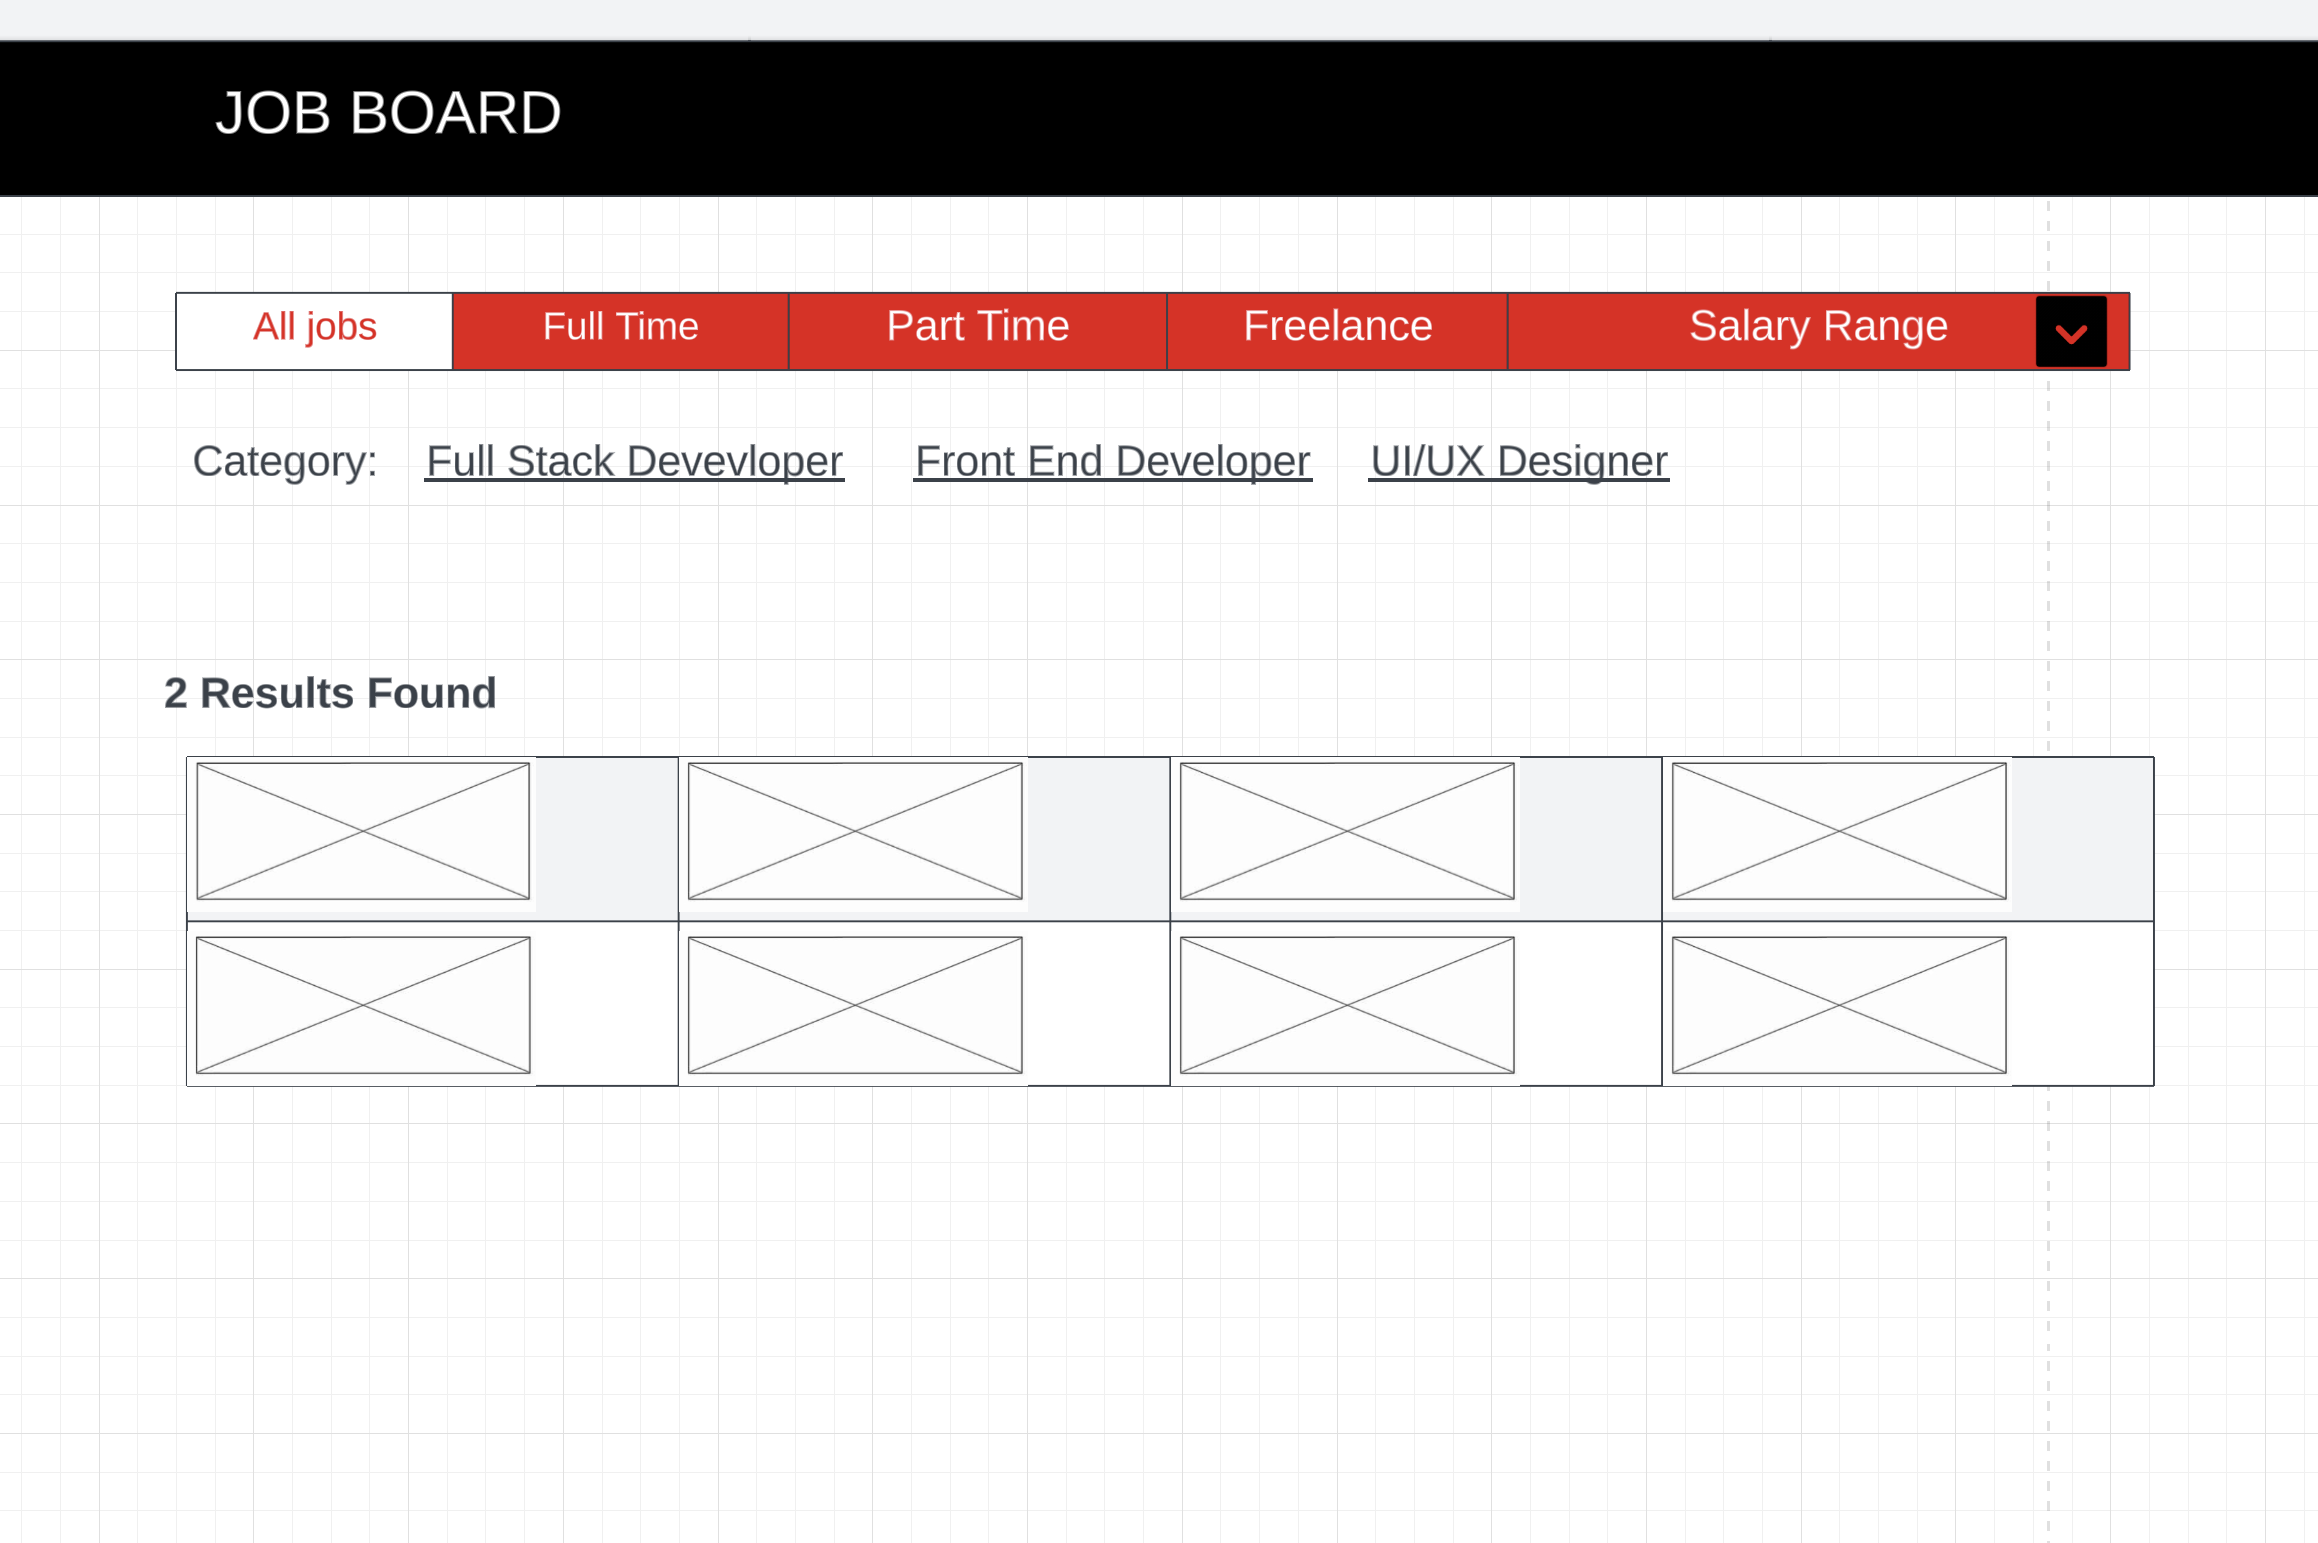 JOB BOARD
All jobs Full Time Part Time Freelance Salary Range
Category: Full Stack Devevloper Front End Developer UI/UX Designer
2 Results Found